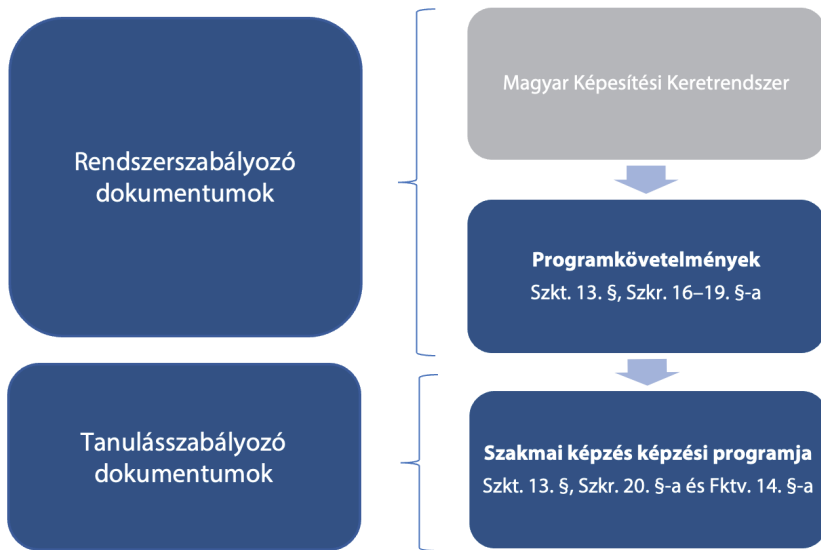 Rendszerszabályozó
dokumentumok
Magyar Képesítési Keretrendszer
Programkövetelmények
Szkt. 13. §, Szkr. 16–19. §-a
Tanulásszabályozó
dokumentumok
Szakmai képzés képzési programja
Szkt. 13. §, Szkr. 20. §-a és Fktv. 14. §-a